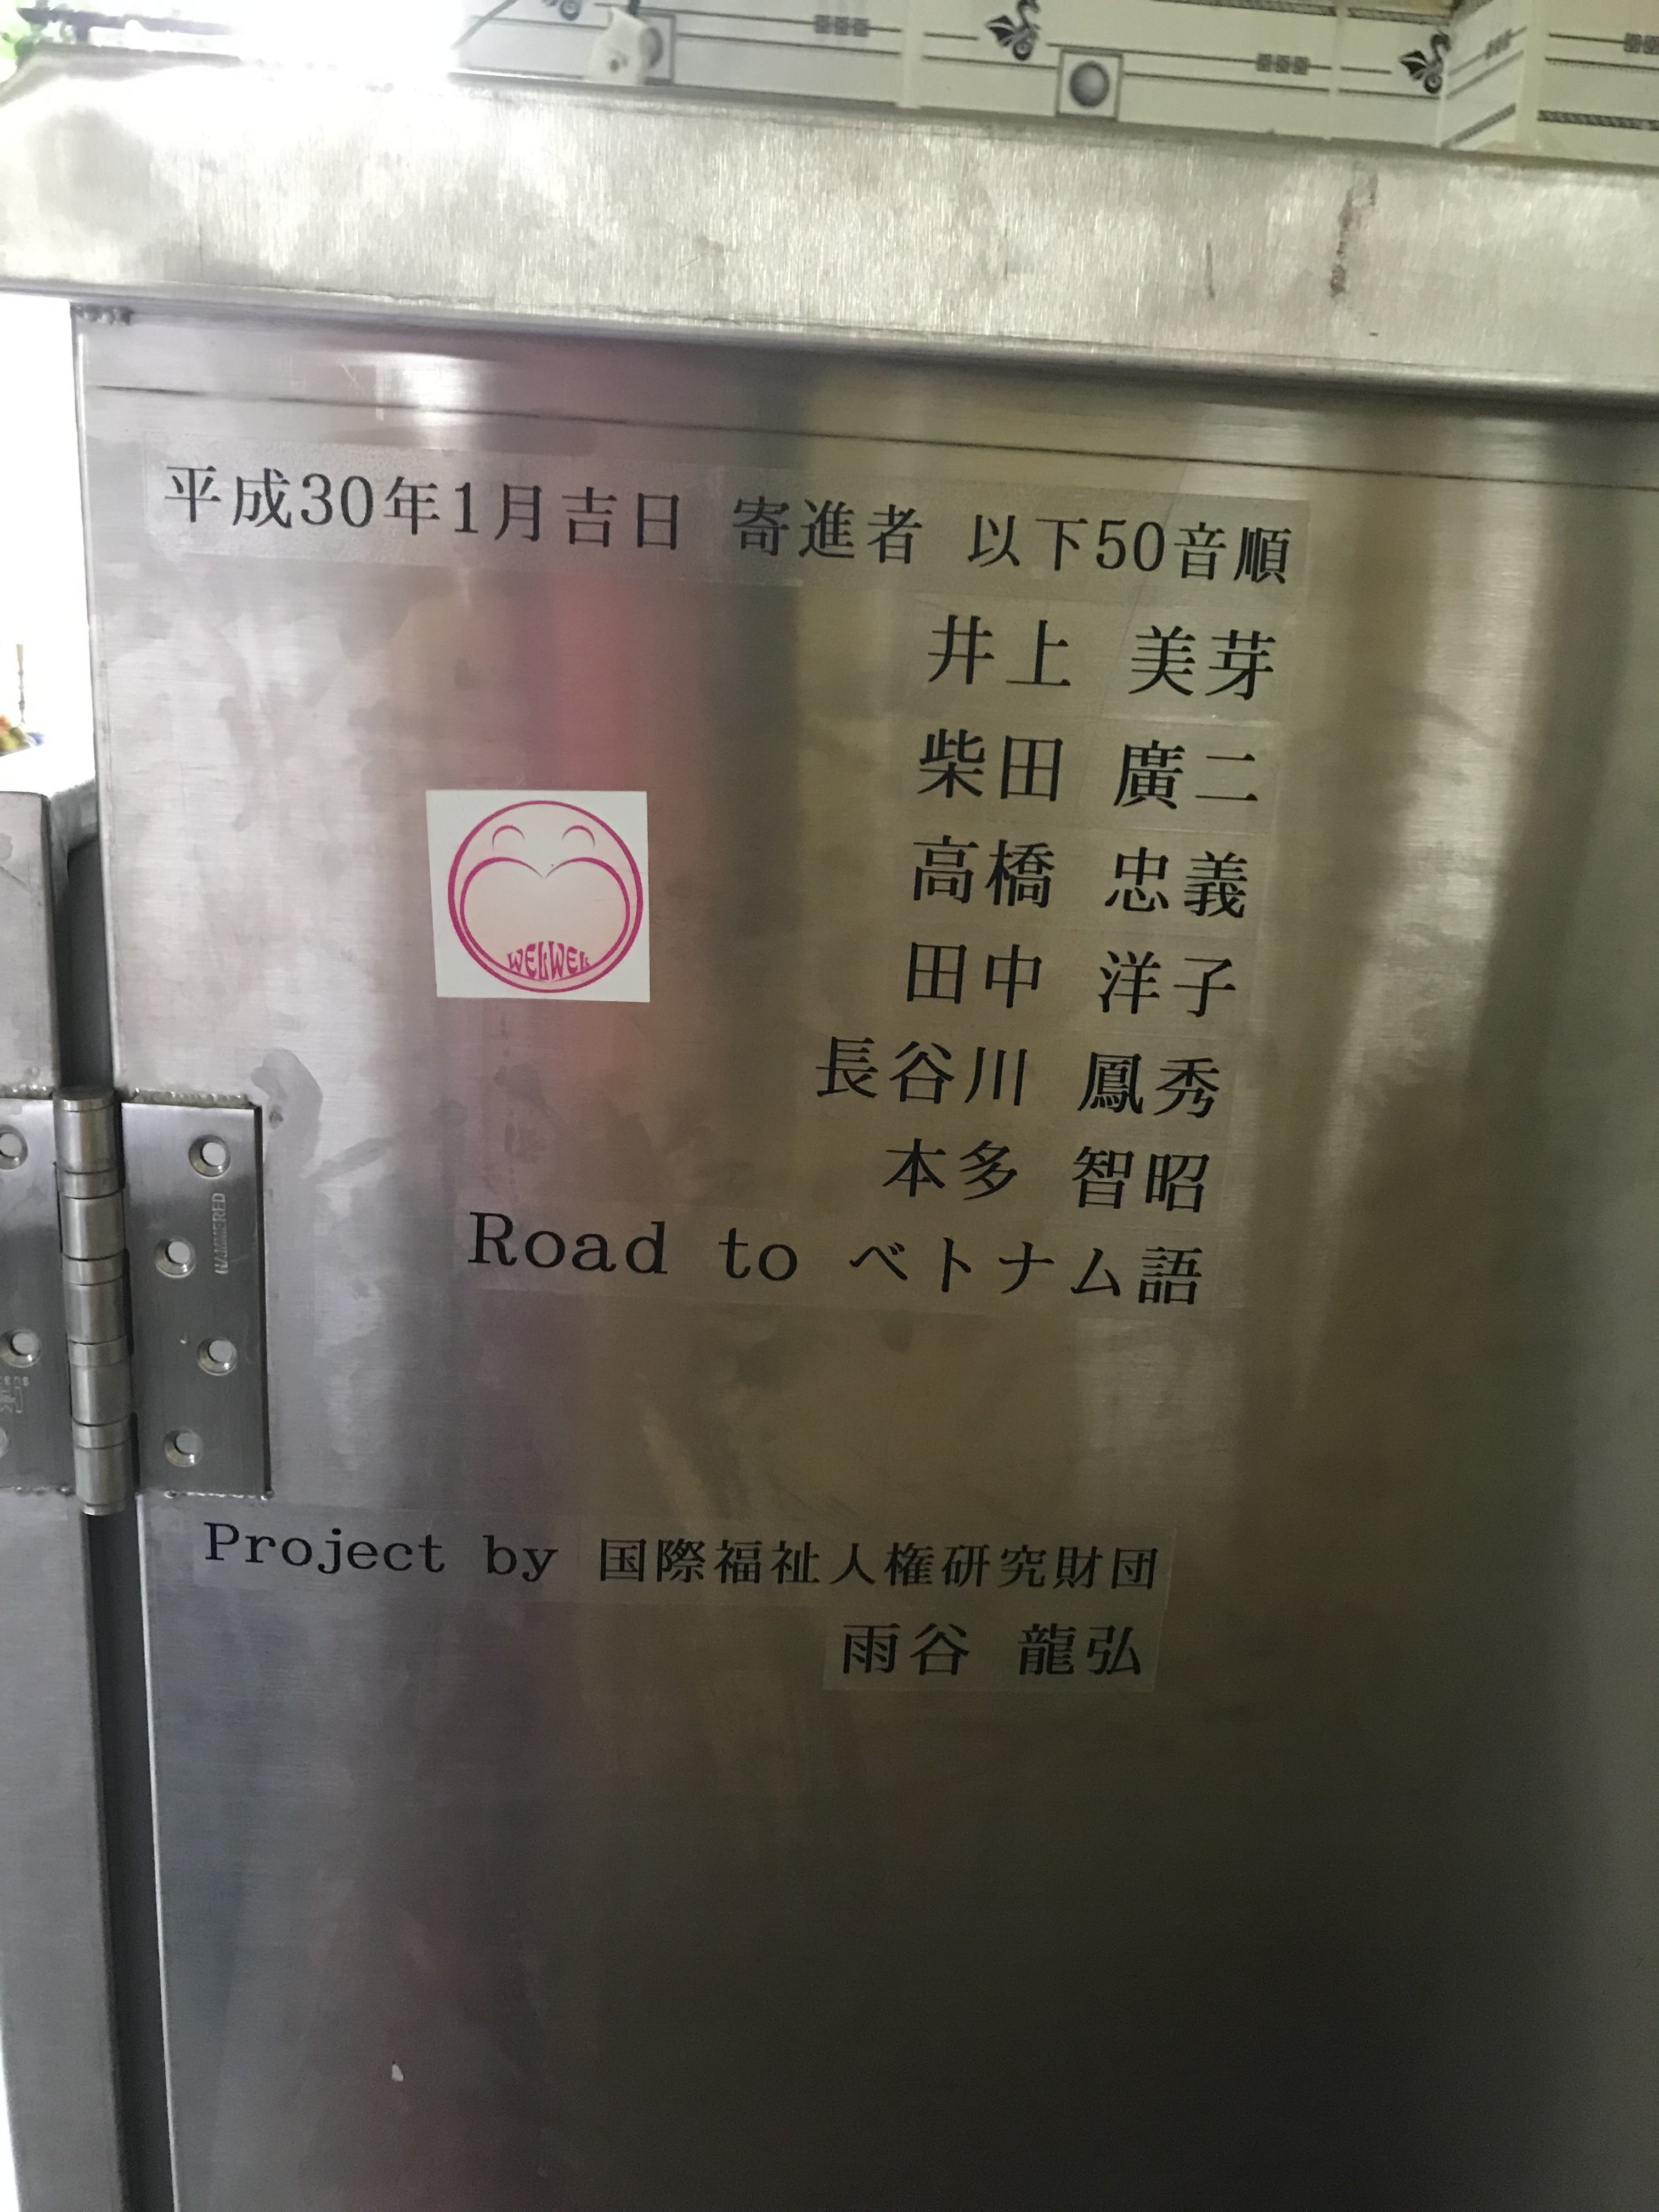 平成30年1月吉日 寄進者 以下50音順
井上 美芽
柴田 廣二
高橋 忠義
田中 洋子
長谷川 鳳秀
本多 智昭
Road to ベトナム語
WELWEL
HAMMERED
Project by 国際福祉人権研究財団
雨谷 龍弘